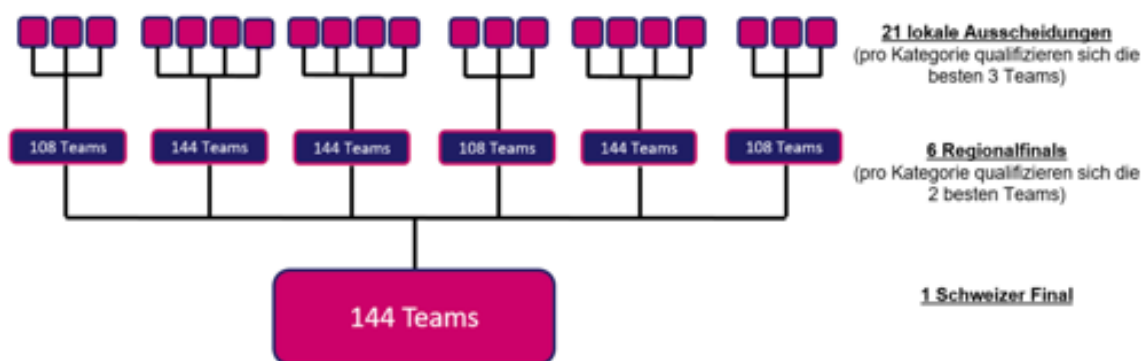 21 lokale Ausscheidungen
(pro Kategorie qualifizieren sich die
besten 3 Teams)
108 Teams
144 Teams
144 Teams
108 Teams
144 Teams
108 Teams
6 Regionalfinals
(pro Kategorie qualifizieren sich die
2 besten Teams)
144 Teams
1 Schweizer Final